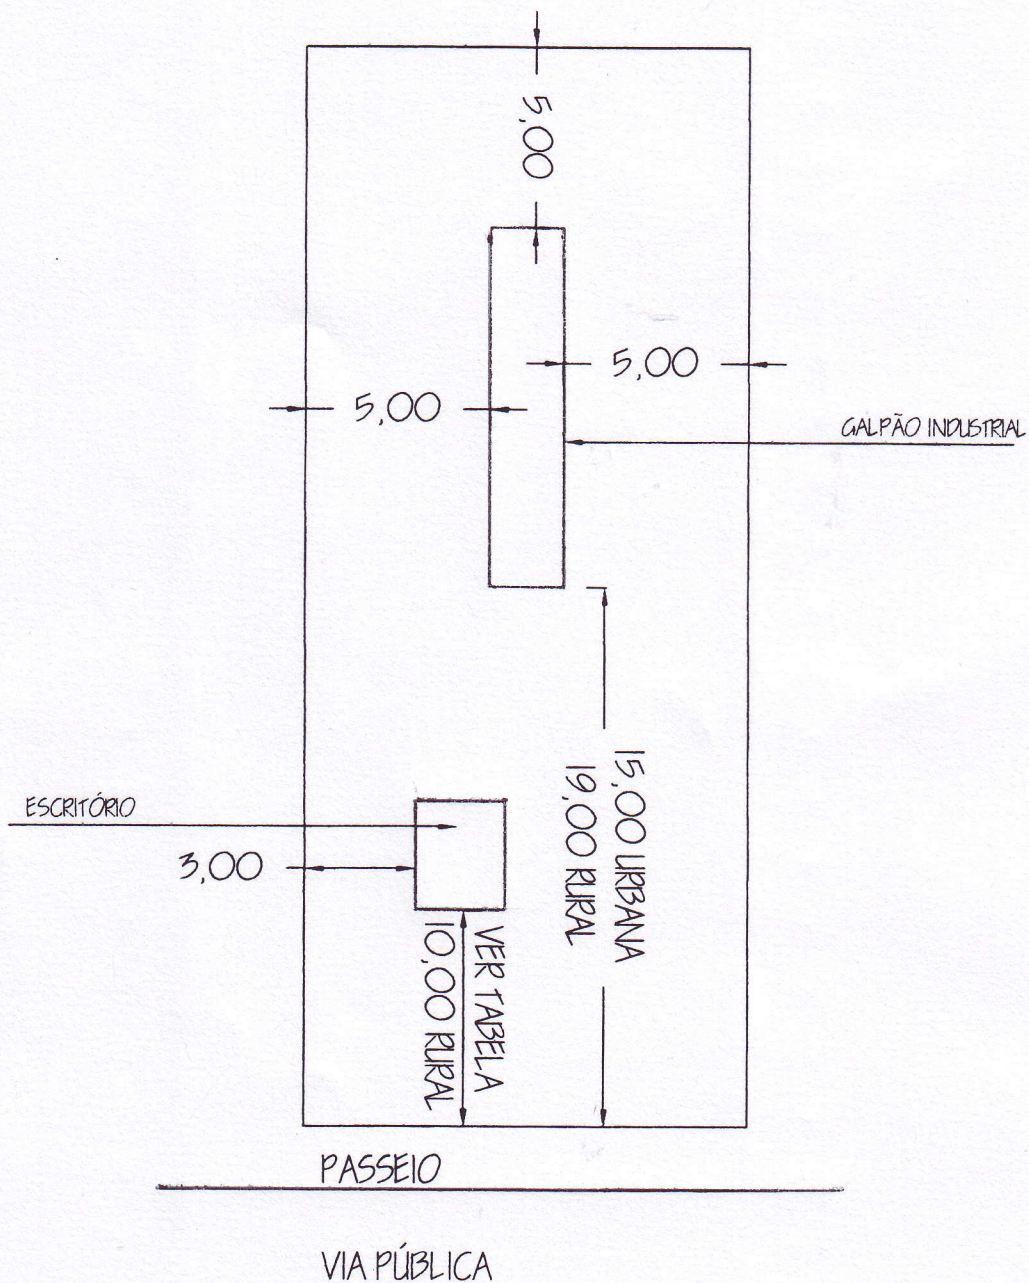 5,00
5,00
5,00
GALPÃO INDUSTRIAL
15,00 URBANA
19,00 RURAL
ESCRITÓRIO
3,00
VER TABELA
10,00 RURAL
PASSEIO
VIA PÚBLICA